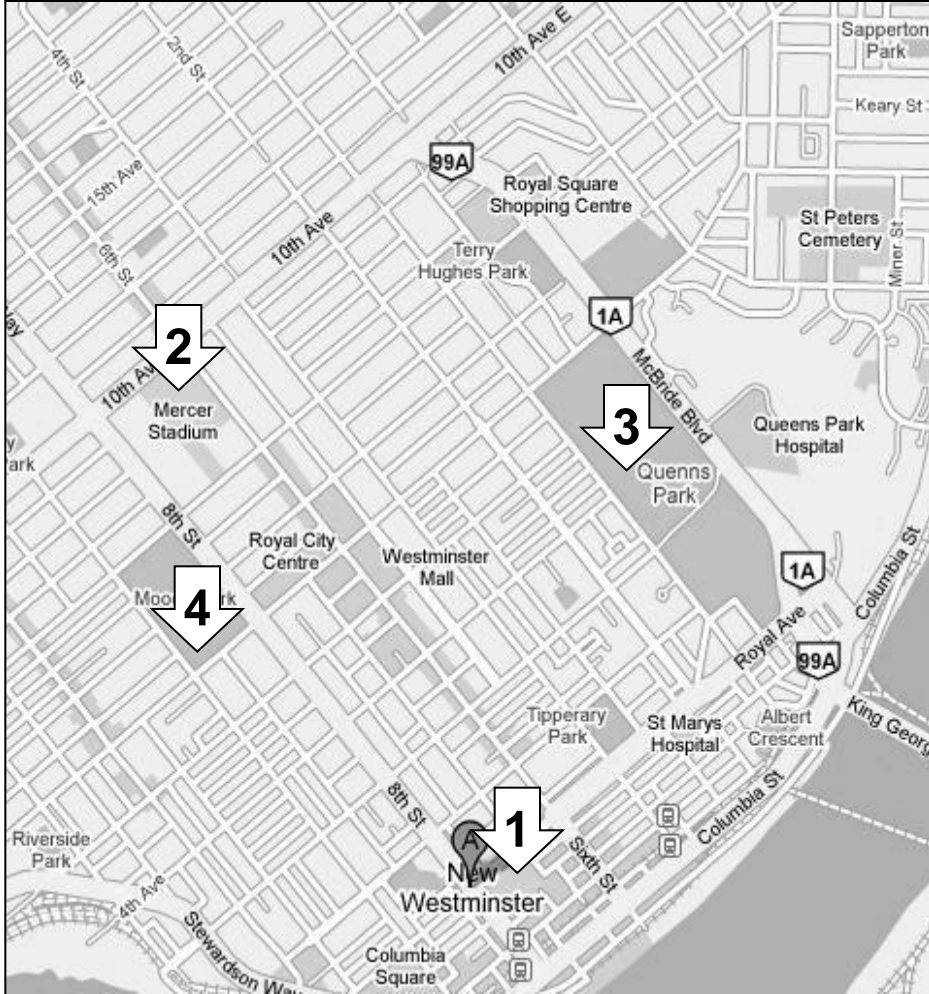 4th St
2nd St
10th Ave E
Sapperton
Park
Keary St
99A
15th Ave
Royal Square
Shopping Centre
St Peters
Cemetery
Miner St
10th Ave
6th St
Terry
Hughes Park
1A
2
10th Ave
McBride Blvd
Mercer
Stadium
3
Queens Park
Hospital
Quenns
Park
ark
8th St
Royal City
Centre
Westminster
Mall
1A
Columbia St
4
Royal Ave
99A
King Georg
Tipperary
Park
St Marys
Hospital
Albert
Crescent
8th St
1
Columbia St
Riverside
Park
A
New
Westminster
Sixth St
4th Ave
Stewardson Way
Columbia
Square